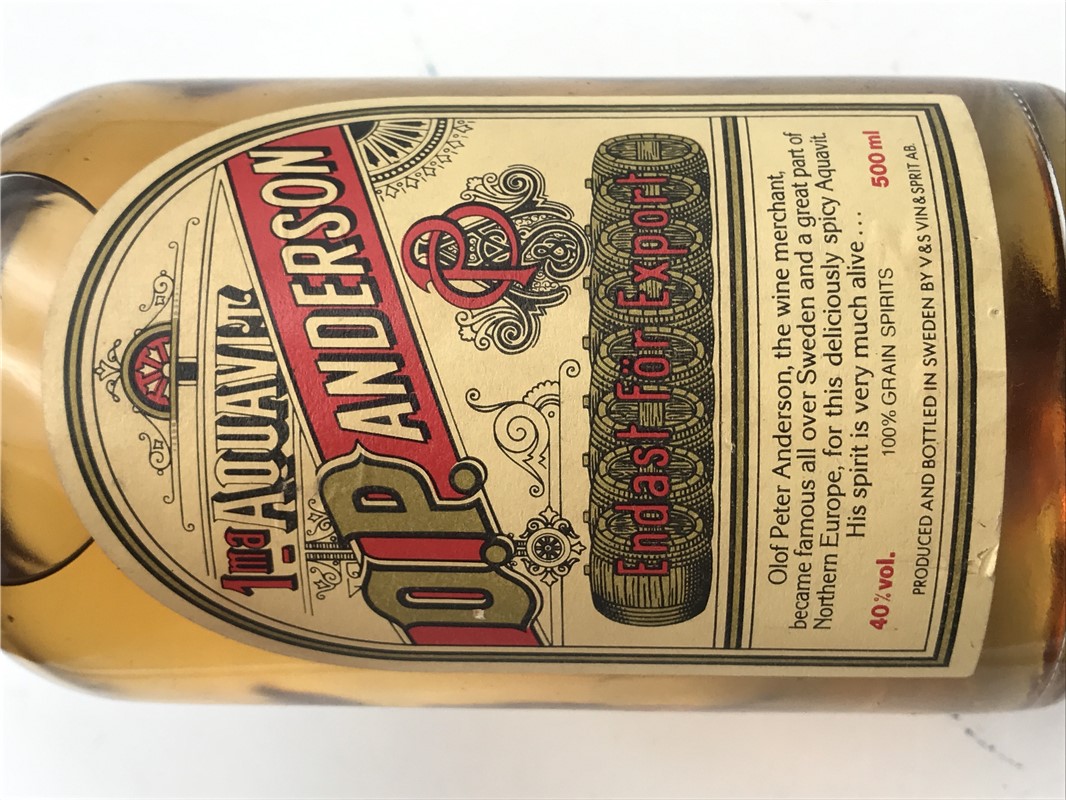 1ma AQUAVIT
O.P. ANDERSON
Endast för Export
Olof Peter Anderson, the wine merchant,
became famous all over Sweden and a great part of
Northern Europe, for this deliciously spicy Aquavit.
His spirit is very much alive...
40% vol.
100% GRAIN SPIRITS
500 ml
PRODUCED AND BOTTLED IN SWEDEN BY V&S VIN & SPRIT AB.